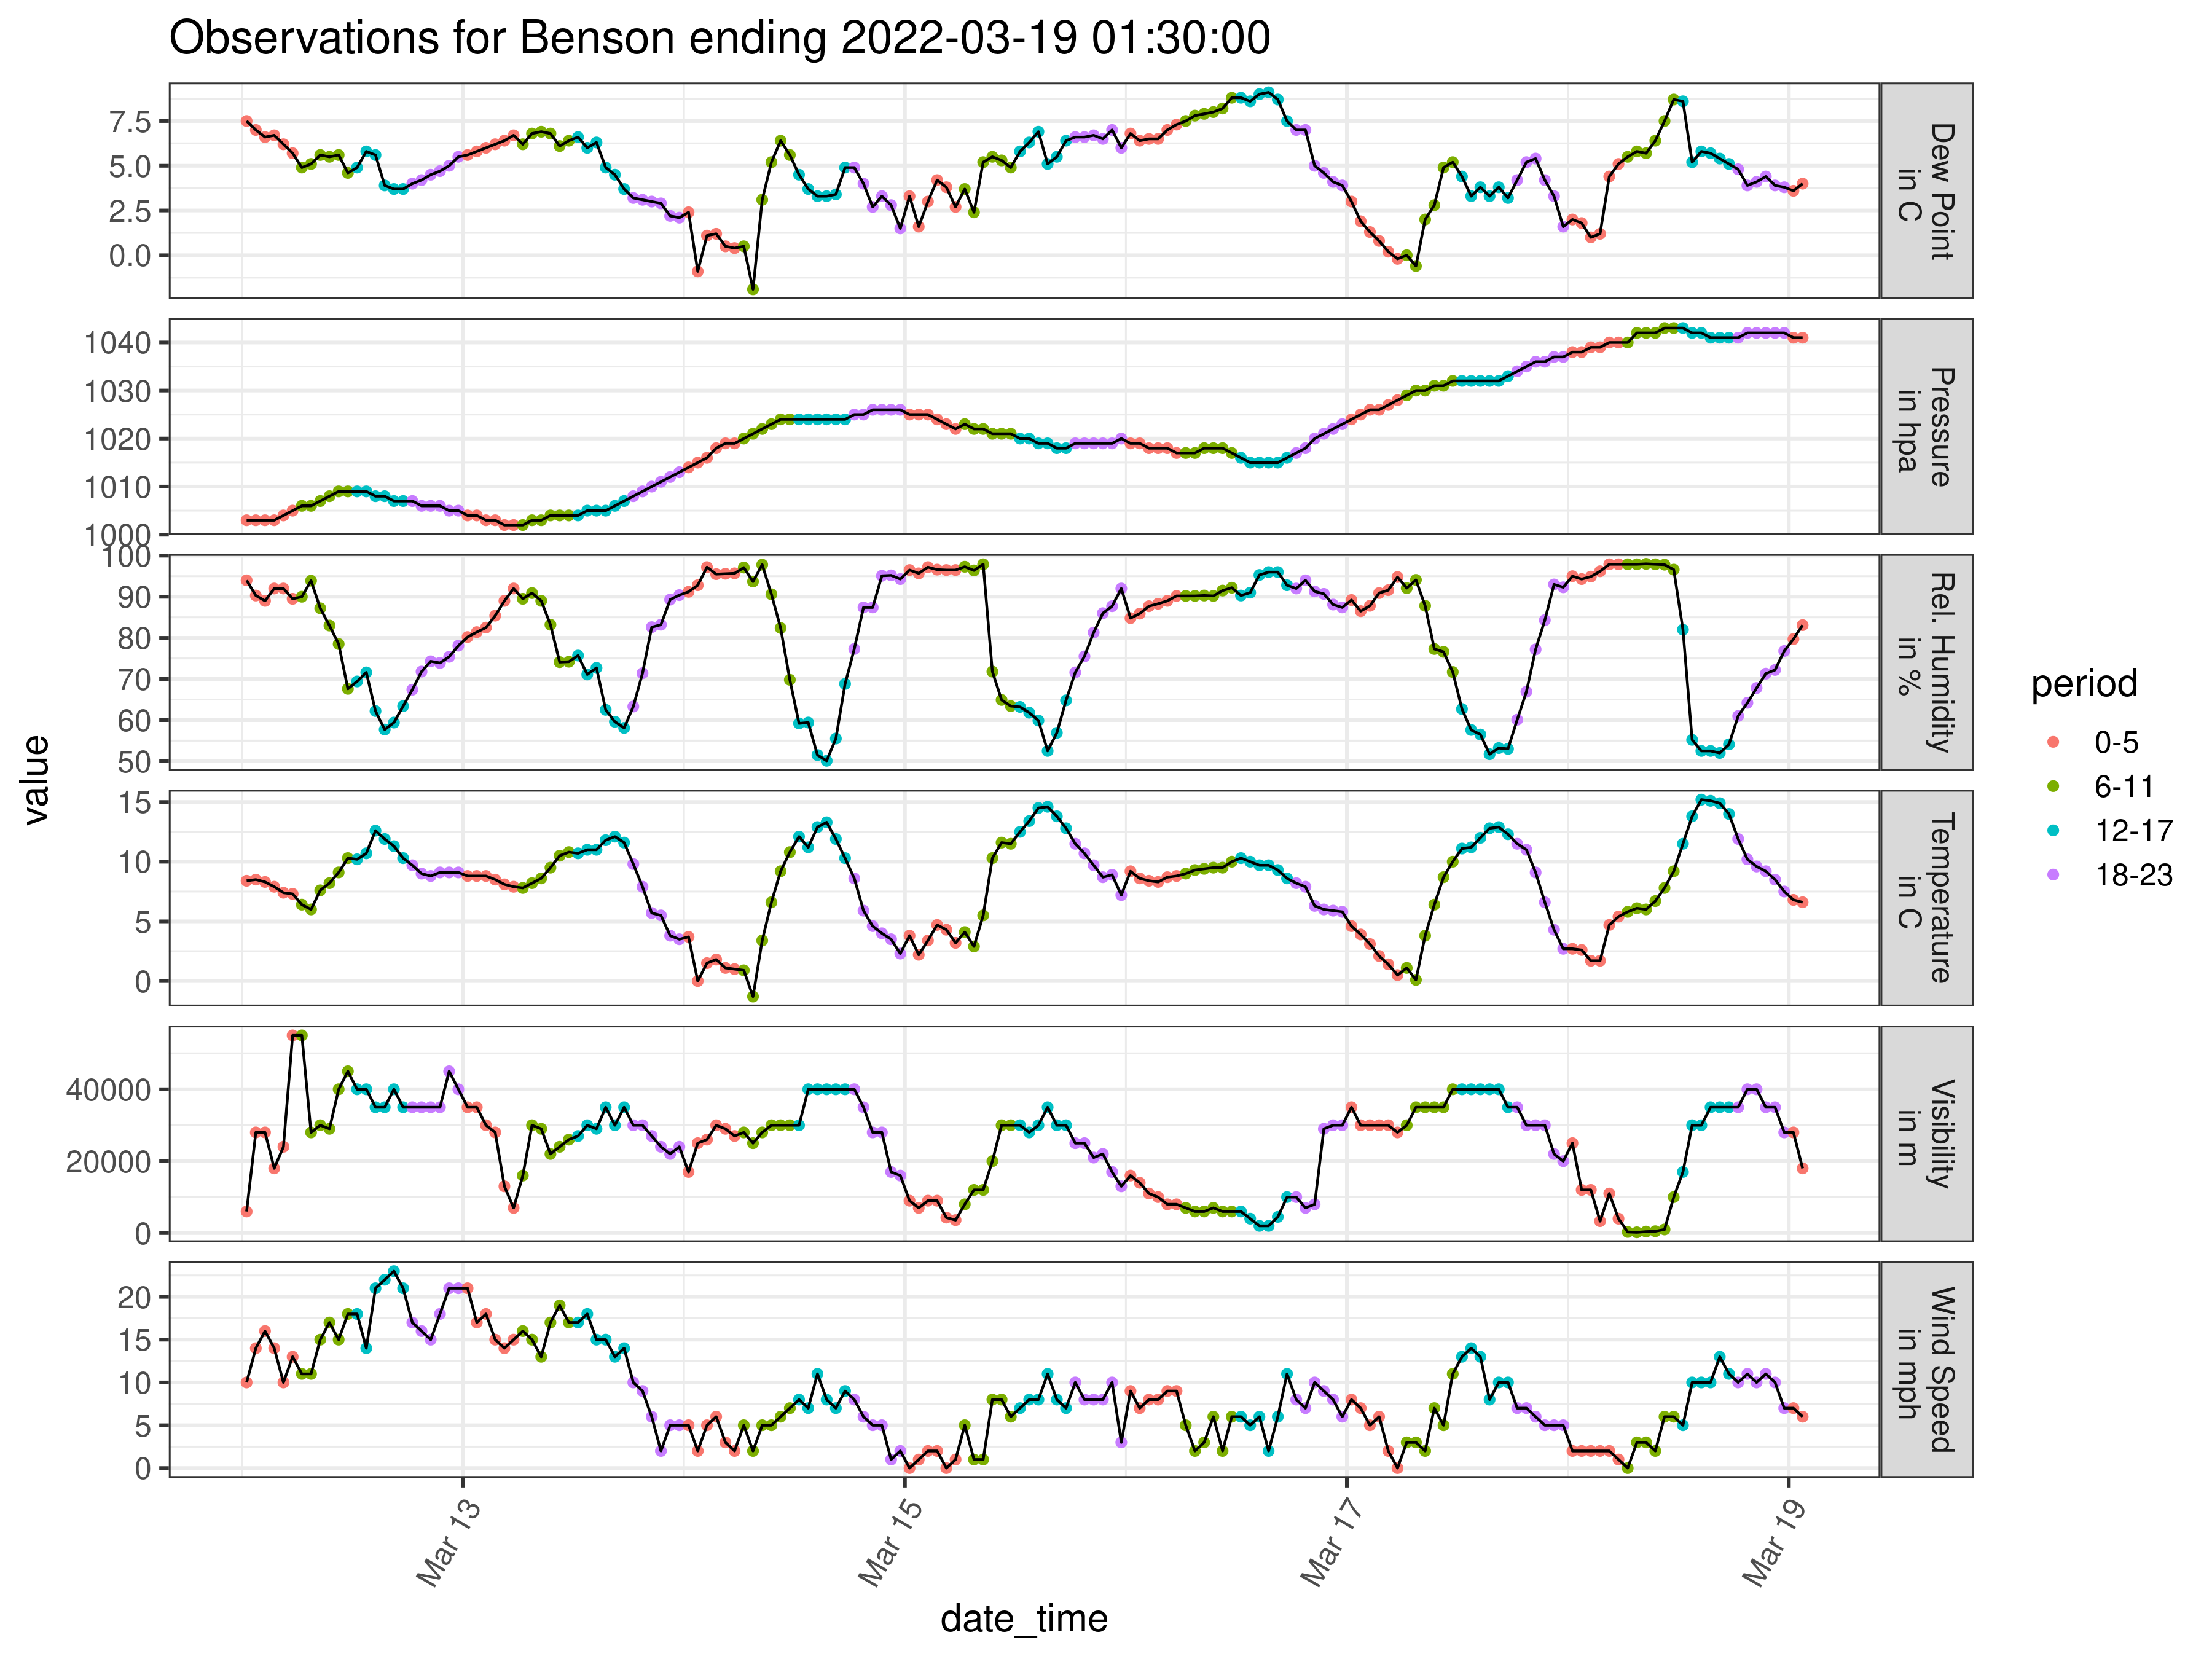 Observations for Benson ending 2022-03-19 01:30:00
value
7.5
5.0
2.5
0.0
Dew Point
in C
1040
1030
1020
1010
1000
Pressure
in hpa
100
90
80
70
60
50
Rel. Humidity
in %
15
10
5
0
Temperature
in C
40000
20000
0
Visibility
in m
20
15
10
5
0
Wind Speed
in mph
Mar 13
Mar 15
Mar 17
Mar 19
date_time
period
0-5
6-11
12-17
18-23